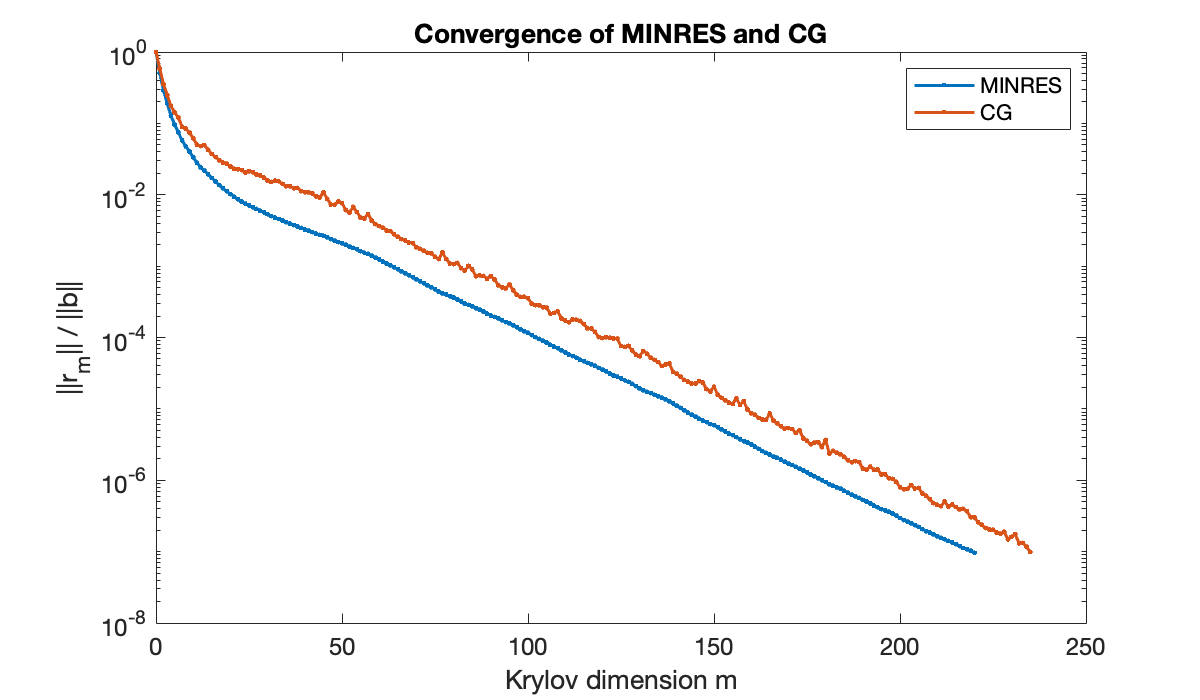 Convergence of MINRES and CG
MINRES
CG
10^0
10^-2
10^-4
10^-6
10^-8
||r_m|| / ||b||
0 50 100 150 200 250
Krylov dimension m